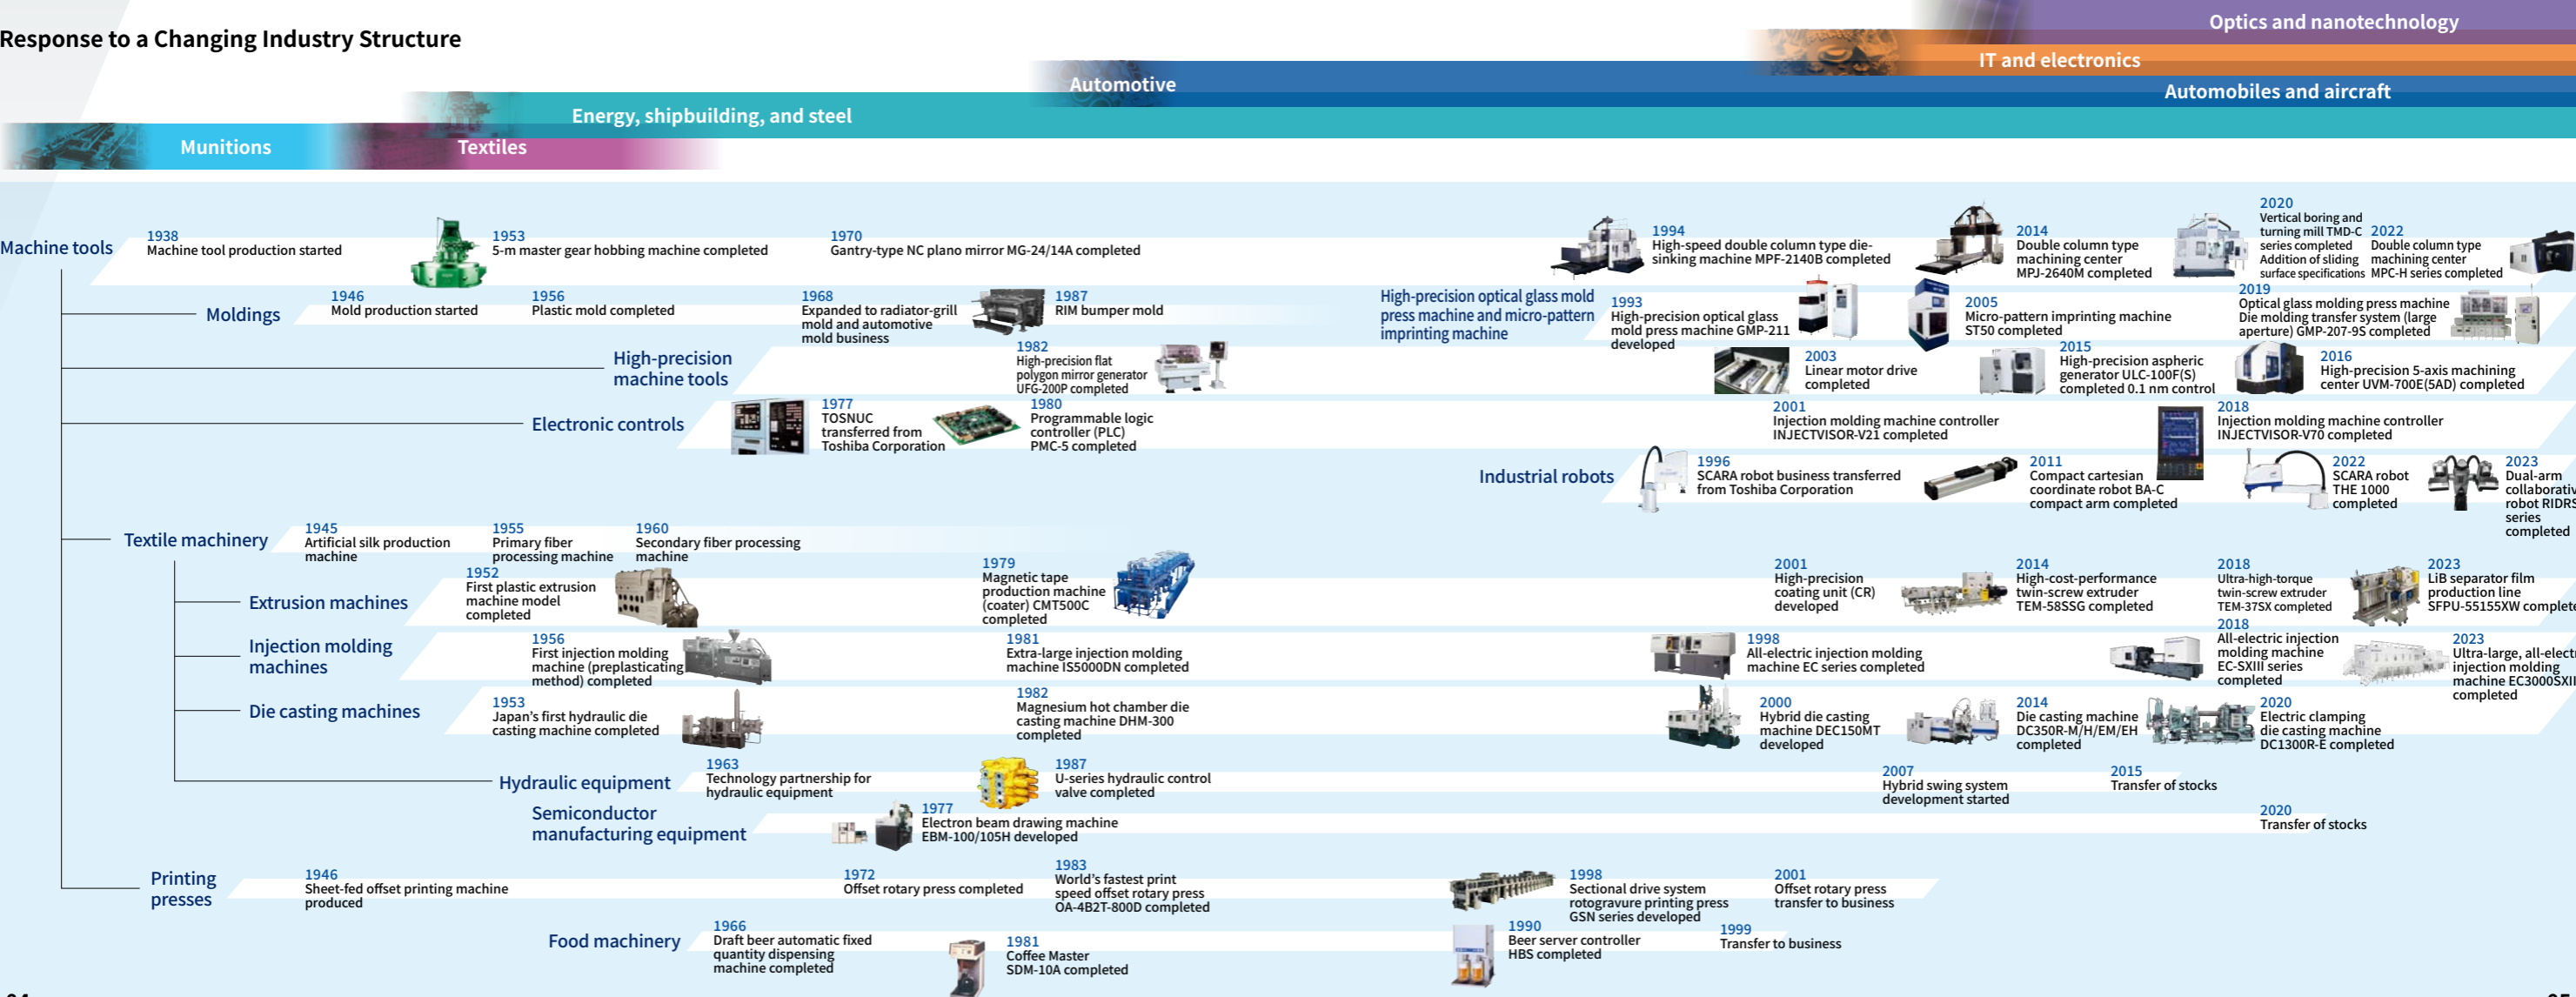 Response to a Changing Industry Structure
Optics and nanotechnology
IT and electronics
Automotive
Automobiles and aircraft
Energy, shipbuilding, and steel
Munitions
Textiles
Machine tools
1938
Machine tool production started
1953
5-m master gear hobbing machine completed
1970
Gantry-type NC plano mirror MG-24/14A completed
1994
High-speed double column type die-
sinking machine MPF-2140B completed
2014
Double column type
machining center
MPJ-2640M completed
2020
Vertical boring and
turning mill TMD-C
series completed
Addition of sliding
surface specifications
2022
Double column type
machining center
MPC-H series completed
Moldings
1946
Mold production started
1956
Plastic mold completed
1968
Expanded to radiator-grill
mold and automotive
mold business
1987
RIM bumper mold
High-precision optical glass mold
press machine and micro-pattern
imprinting machine
1993
High-precision optical glass
mold press machine GMP-211
developed
2005
Micro-pattern imprinting machine
ST50 completed
2019
Optical glass molding press machine
Die molding transfer system (large
aperture) GMP-207-9S completed
High-precision
machine tools
1982
High-precision flat
polygon mirror generator
UFG-200P completed
2003
Linear motor drive
completed
2015
High-precision aspheric
generator ULC-100F(S)
completed 0.1 nm control
2016
High-precision 5-axis machining
center UVM-700E(5AD) completed
Electronic controls
1977
TOSNUC
transferred from
Toshiba Corporation
1980
Programmable logic
controller (PLC)
PMC-5 completed
2001
Injection molding machine controller
INJECTVISOR-V21 completed
2018
Injection molding machine controller
INJECTVISOR-V70 completed
Industrial robots
1996
SCARA robot business transferred
from Toshiba Corporation
2011
Compact cartesian
coordinate robot BA-C
compact arm completed
2022
SCARA robot
THE 1000
completed
2023
Dual-arm
collaborativ
robot RIDRS
series
completed
Textile machinery
1945
Artificial silk production
machine
1955
Primary fiber
processing machine
1960
Secondary fiber processing
machine
Extrusion machines
1952
First plastic extrusion
machine model
completed
1979
Magnetic tape
production machine
(coater) CMT500C
completed
2001
High-precision
coating unit (CR)
developed
2014
High-cost-performance
twin-screw extruder
TEM-58SSG completed
2018
Ultra-high-torque
twin-screw extruder
TEM-37SX completed
2023
LiB separator film
production line
SFPU-55155XW complete
Injection molding
machines
1956
First injection molding
machine (preplasticating
method) completed
1981
Extra-large injection molding
machine IS5000DN completed
1998
All-electric injection molding
machine EC series completed
2018
All-electric injection
molding machine
EC-SXIII series
completed
2023
Ultra-large, all-elect
injection molding
machine EC3000SXII
completed
Die casting machines
1953
Japan's first hydraulic die
casting machine completed
1982
Magnesium hot chamber die
casting machine DHM-300
completed
2000
Hybrid die casting
machine DEC150MT
developed
2014
Die casting machine
DC350R-M/H/EM/EH
completed
2020
Electric clamping
die casting machine
DC1300R-E completed
Hydraulic equipment
1963
Technology partnership for
hydraulic equipment
1987
U-series hydraulic control
valve completed
2007
Hybrid swing system
development started
2015
Transfer of stocks
Semiconductor
manufacturing equipment
1977
Electron beam drawing machine
EBM-100/105H developed
2020
Transfer of stocks
Printing
presses
1946
Sheet-fed offset printing machine
produced
1972
Offset rotary press completed
1983
World's fastest print
speed offset rotary press
OA-4B2T-800D completed
1998
Sectional drive system
rotogravure printing press
GSN series developed
2001
Offset rotary press
transfer to business
Food machinery
1966
Draft beer automatic fixed
quantity dispensing
machine completed
1981
Coffee Master
SDM-10A completed
1990
Beer server controller
HBS completed
1999
Transfer to business